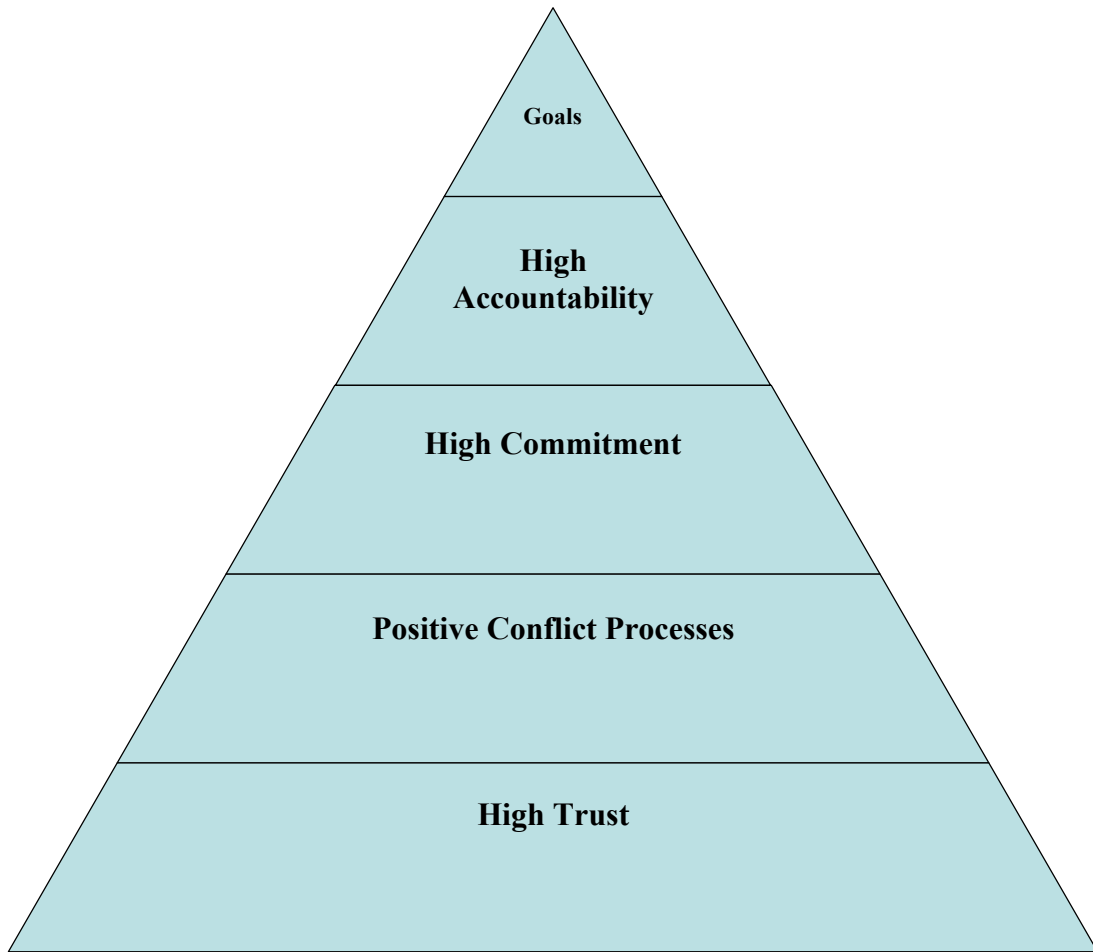 Goals
High
Accountability
High Commitment
Positive Conflict Processes
High Trust